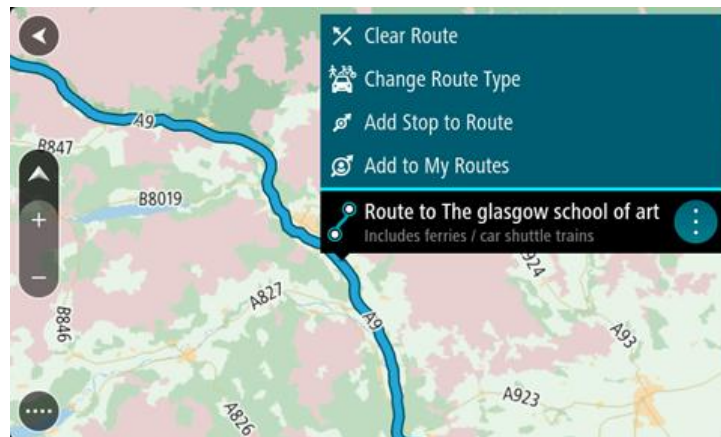 Clear Route
Change Route Type
Add Stop to Route
Add to My Routes
Route to The glasgow school of art
Includes ferries / car shuttle trains
A9
B847
B8019
A827
A9
A924
A93
B846
A923
A826